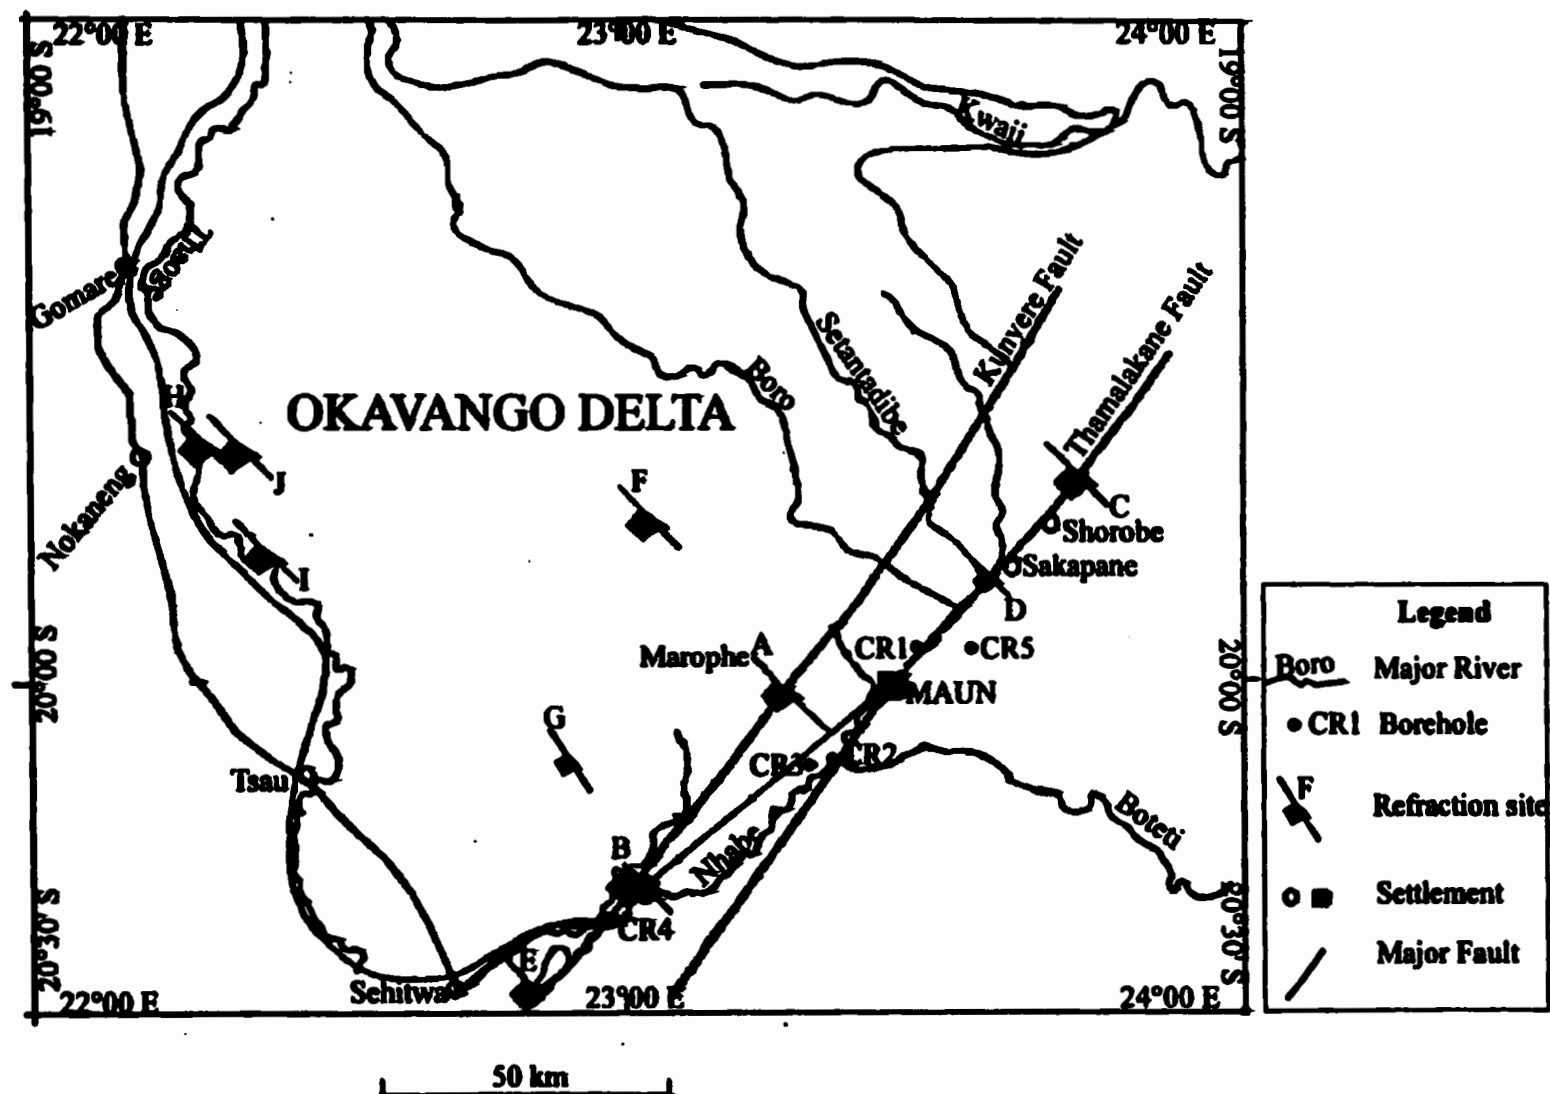 22°00 E
23°00 E
24°00 E
19°00 S
19°00 S
Kwaji
Thaoge
Gomare
Kunyere Fault
Thamalakane Fault
Setantadibe
Boro
H
OKAVANGO DELTA
J
F
C
Shorobe
Nokaneng
I
Sakapane
D
Legend
CR1
CR5
Marophe
A
20°00 S
20°00 S
MAUN
Boro Major River
G
CR1 Borehole
CR3
CR2
Tsau
F Refraction site
Boteti
B
Nhabe
Settlement
CR4
20°30' S
20°30' S
E
Major Fault
Sehitwa
22°00 E
23°00 E
24°00 E
50 km